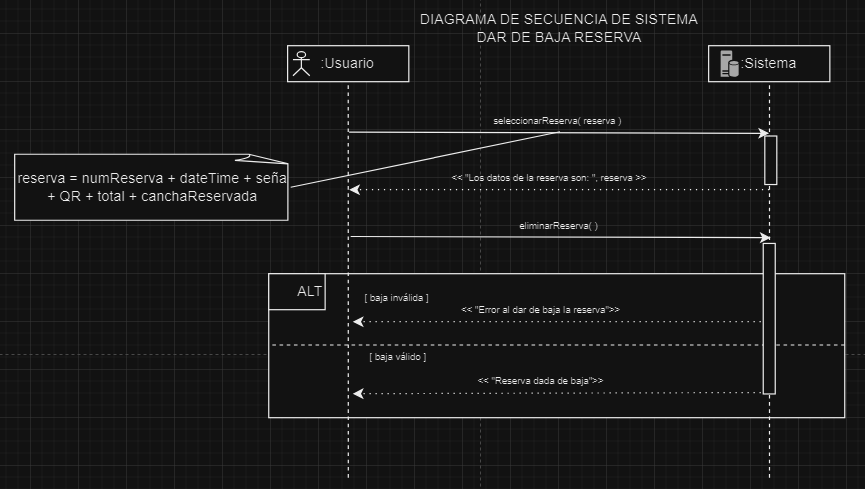 DIAGRAMA DE SECUENCIA DE SISTEMA
DAR DE BAJA RESERVA
:Usuario
:Sistema
seleccionarReserva( reserva )
reserva = numReserva + dateTime + seña
+ QR + total + canchaReservada
<< "Los datos de la reserva son: ", reserva >>
eliminarReserva( )
ALT
[ baja inválida ]
<< "Error al dar de baja la reserva">>
[ baja válido ]
<< "Reserva dada de baja">>